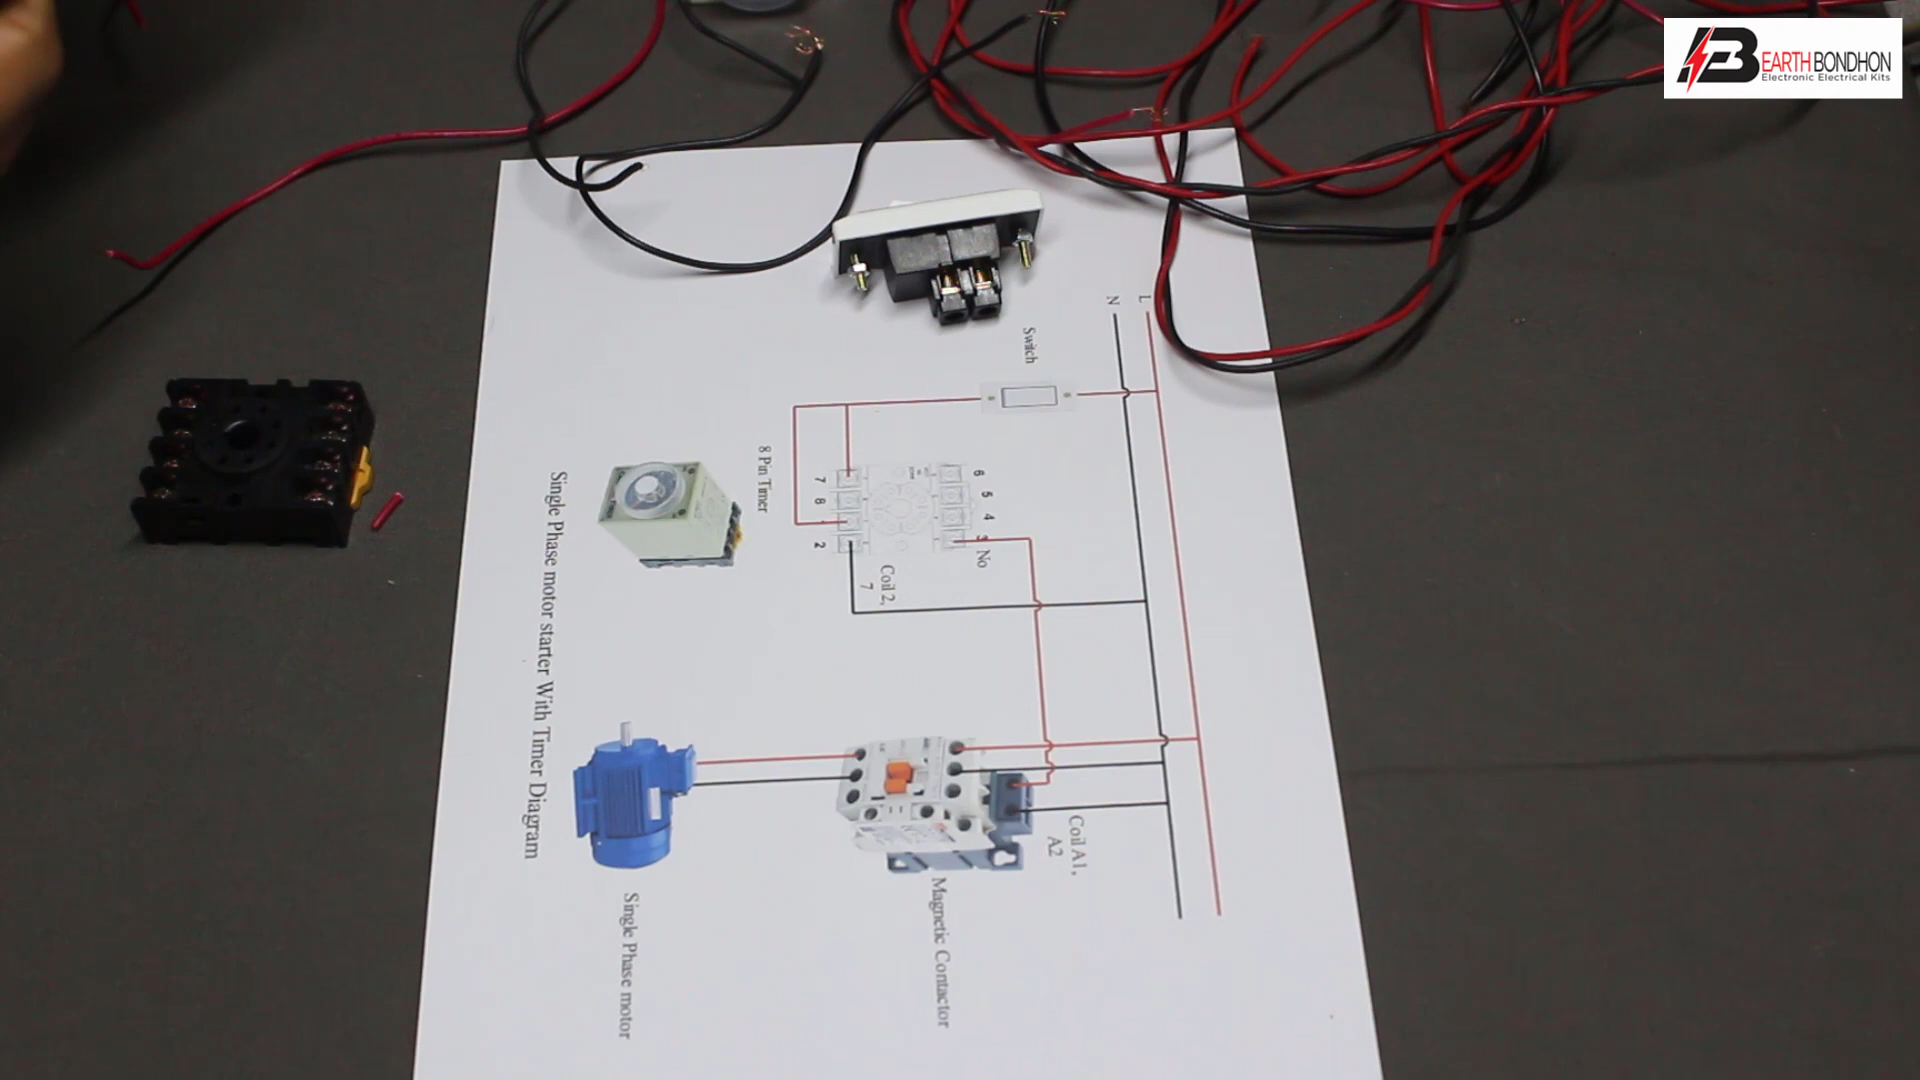 EARTH BONDHON
Electronic Electrical Kits
L
N
Switch
6
5
4
3
No
7
8
2
Coil 2,
7
8 Pin Timer
Coil A1,
A2
Magnetic Contactor
Single Phase motor
Single Phase motor starter With Timer Diagram